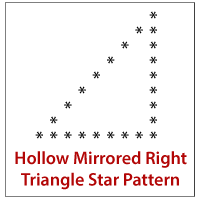 *
              * *
            *   *
          *     *
        *       *
      *         *
    *           *
  *             *
* * * * * * * * *
Hollow Mirrored Right
Triangle Star Pattern